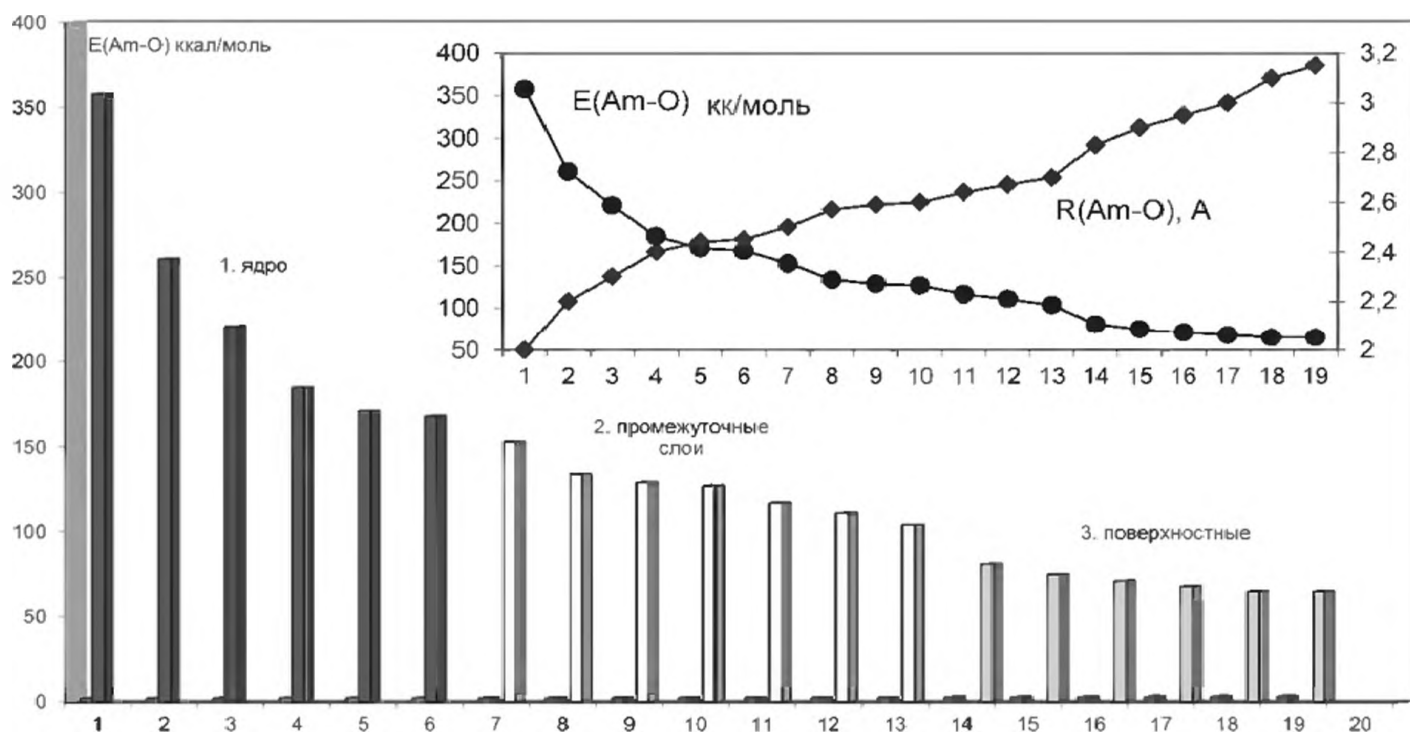 400
350
300
250
200
150
100
50
0
E(Am-O) ккал/моль
1. ядро
2. промежуточные
слои
3. поверхностные
1 2 3 4 5 6 7 8 9 10 11 12 13 14 15 16 17 18 19 20
400
350
300
250
200
150
100
50
E(Am-O) кк/моль
R(Am-O), A
3,2
3
2,8
2,6
2,4
2,2
2
1 2 3 4 5 6 7 8 9 10 11 12 13 14 15 16 17 18 19